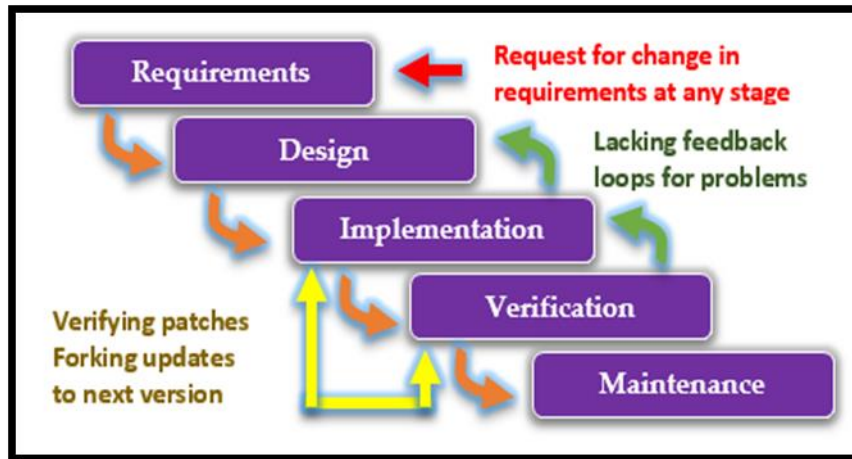 Requirements
Request for change in
requirements at any stage
Design
Lacking feedback
loops for problems
Implementation
Verification
Verifying patches
Forking updates
to next version
Maintenance